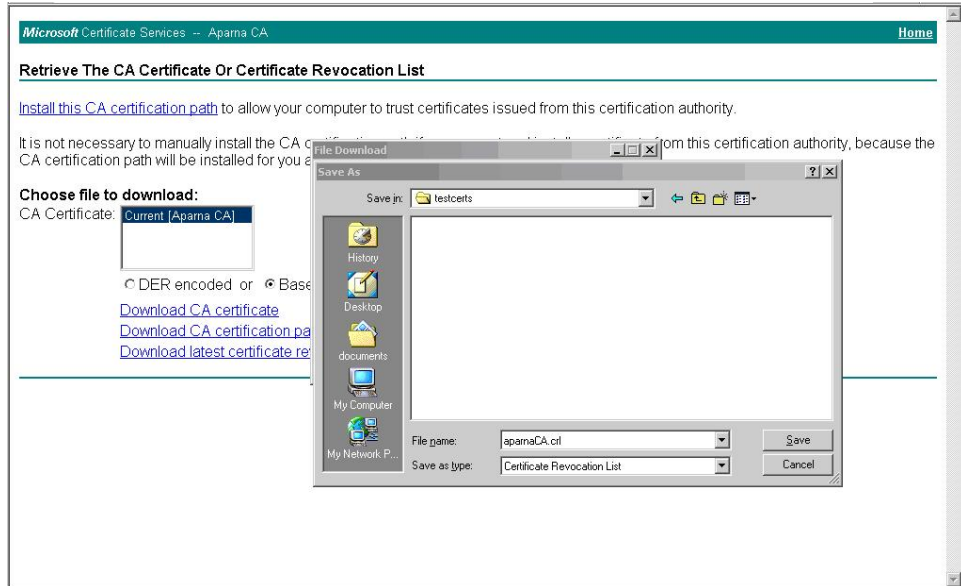 Microsoft Certificate Services -- Aparna CA Home
Retrieve The CA Certificate Or Certificate Revocation List
Install this CA certification path to allow your computer to trust certificates issued from this certification authority.
It is not necessary to manually install the CA
from this certification authority, because the
CA certification path will be installed for you a
File Download
Save As
Save in: testcerts
Choose file to download:
CA Certificate: Current [Aparna CA]
DER encoded or Base
Download CA certificate
Download CA certification pa
Download latest certificate re
History
Desktop
documents
My Computer
My Network P...
File name: aparnaCA.crl Save
Save as type: Certificate Revocation List Cancel